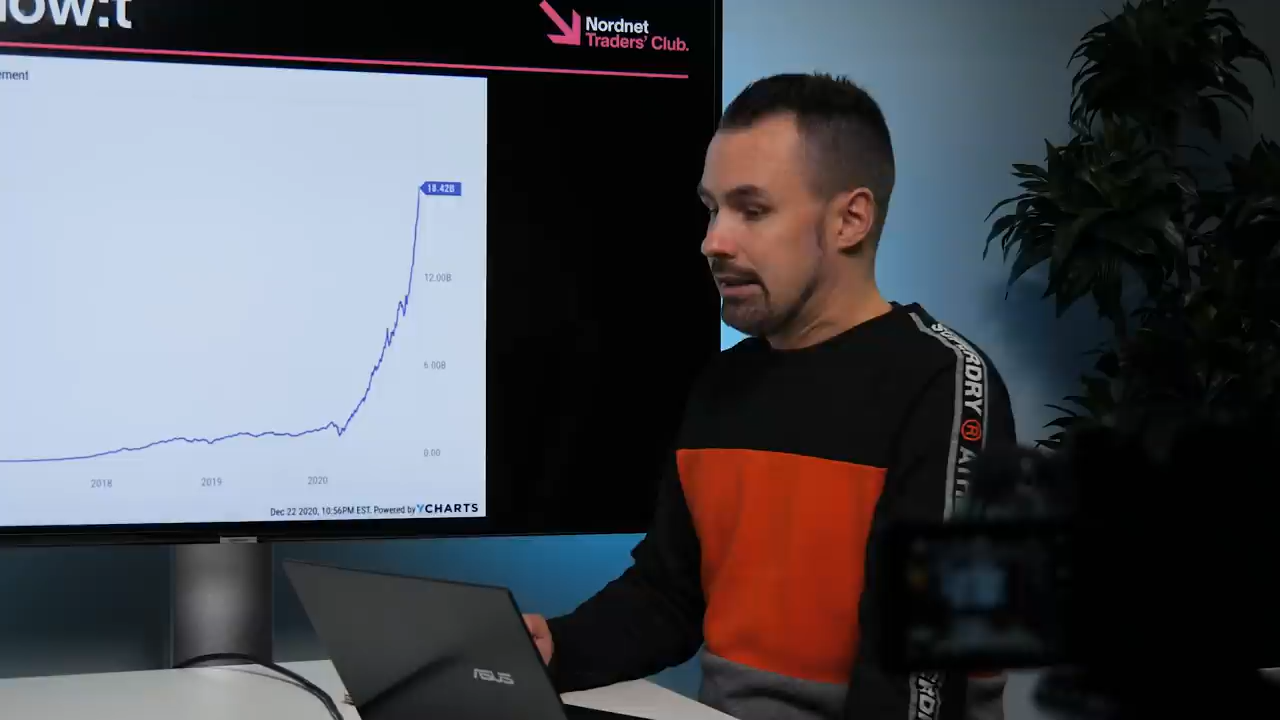 Nordnet
Traders' Club.
18.42B
12.00B
6.00B
0.00
2018
2019
2020
Dec 22 2020, 10:56PM EST. Powered by YCHARTS
SUPERDRY ®
ASUS